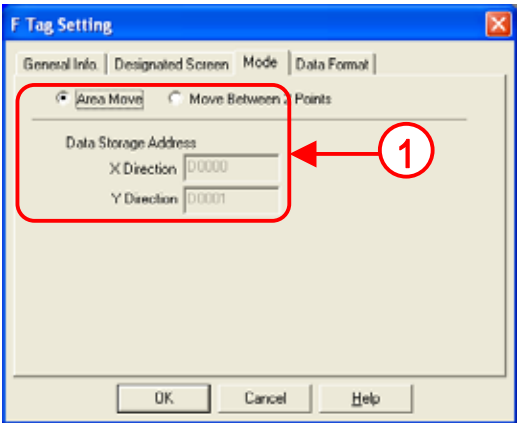 F Tag Setting
General Info. Designated Screen Mode Data Format
Area Move Move Between 2 Points
Data Storage Address
X Direction D0000
Y Direction D0001
1
OK Cancel Help